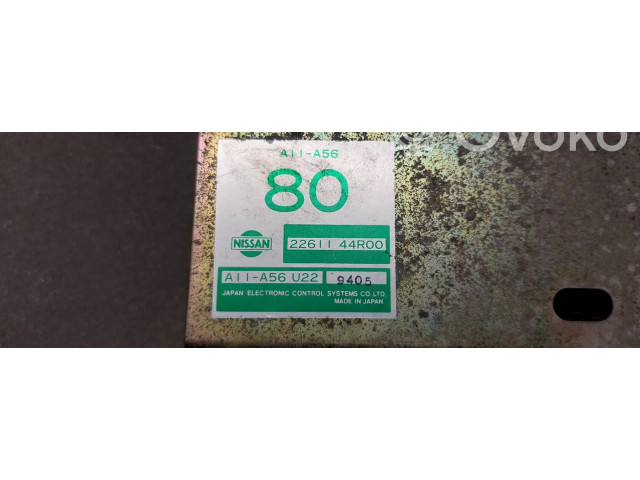 Ovoko
A11-A56
80
NISSAN
22611 44R00
A11-A56 U22 9405
JAPAN ELECTRONIC CONTROL SYSTEMS CO.,LTD.
MADE IN JAPAN